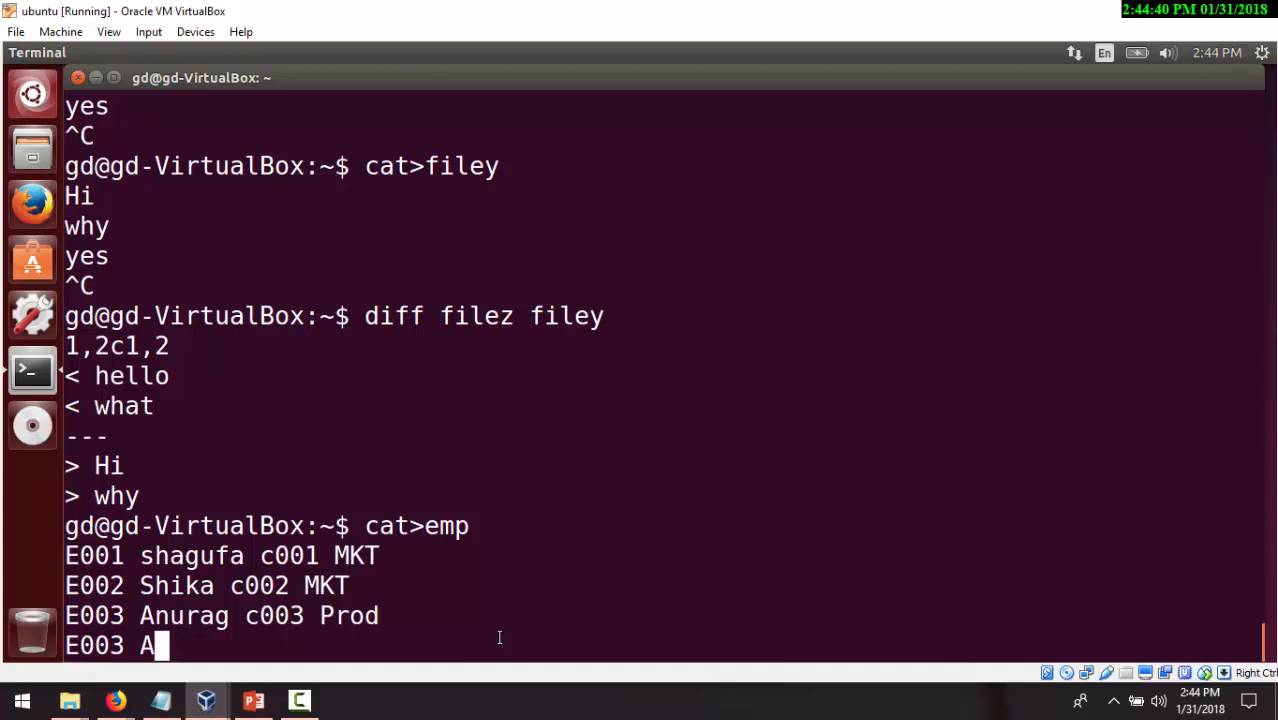 ubuntu [Running] - Oracle VM VirtualBox
2:44:40 PM 01/31/2018
File Machine View Input Devices Help
Terminal
En
2:44 PM
gd@gd-VirtualBox: ~
yes
^C
gd@gd-VirtualBox:~$ cat>filey
Hi
why
yes
^C
gd@gd-VirtualBox:~$ diff filez filey
1,2c1,2
< hello
< what
---
> Hi
> why
gd@gd-VirtualBox:~$ cat>emp
E001 shagufa c001 MKT
E002 Shika c002 MKT
E003 Anurag c003 Prod
E003 A
Right Ctrl
2:44 PM
1/31/2018